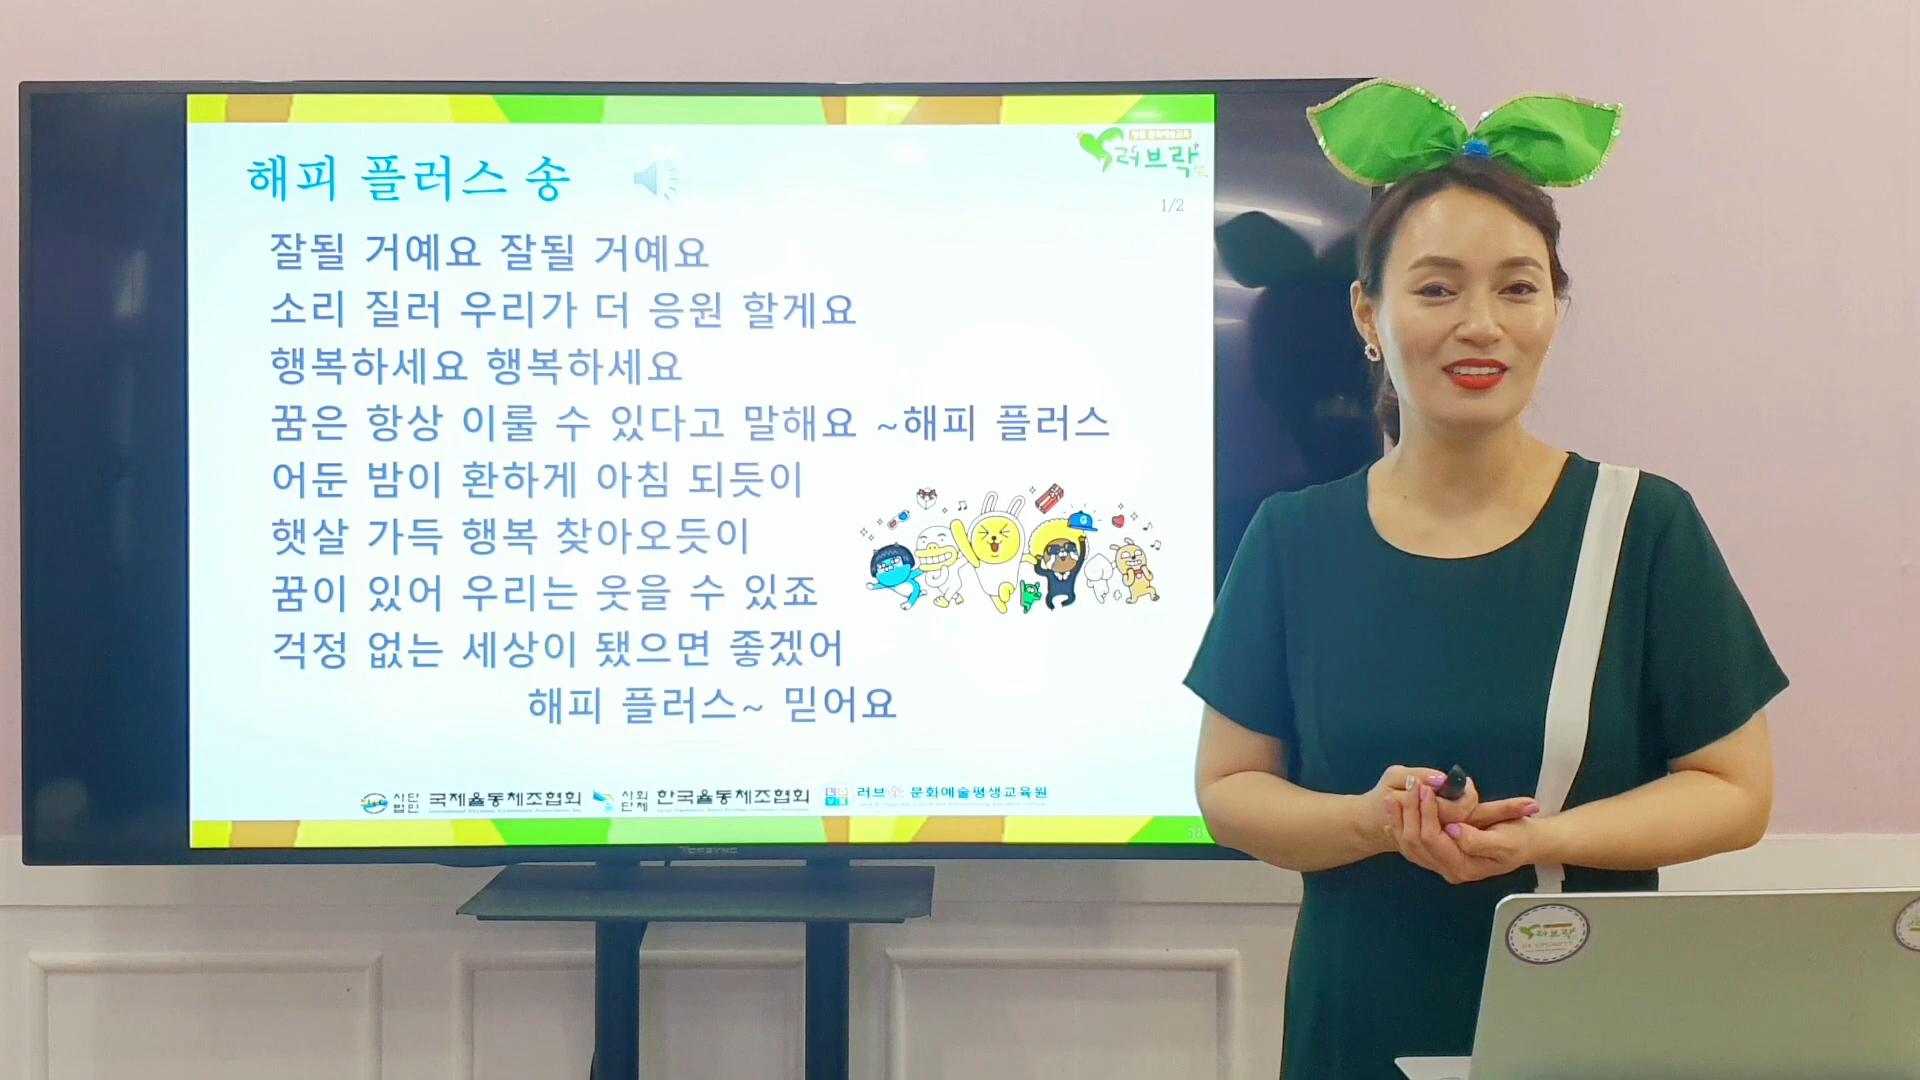 해피 플러스 송
러브락
1/2
잘될 거예요 잘될 거예요
소리 질러 우리가 더 응원 할게요
행복하세요 행복하세요
꿈은 항상 이룰 수 있다고 말해요 ~해피 플러스
어둔 밤이 환하게 아침 되듯이
햇살 가득 행복 찾아오듯이
꿈이 있어 우리는 웃을 수 있죠
걱정 없는 세상이 됐으면 좋겠어
해피 플러스~ 믿어요
사단법인 국제율동체조협회 사회단체 한국율동체조협회 러브락 문화예술평생교육원
58
TOPSYNC
러브락